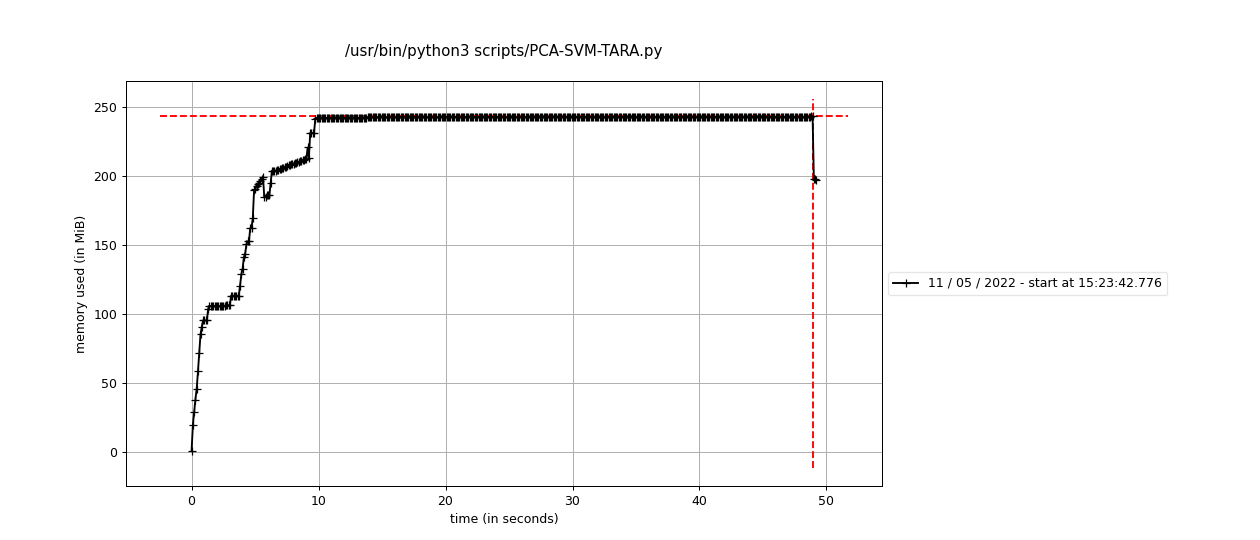 /usr/bin/python3 scripts/PCA-SVM-TARA.py
250
200
150
100
50
0
memory used (in MiB)
0 10 20 30 40 50
time (in seconds)
11 / 05 / 2022 - start at 15:23:42.776